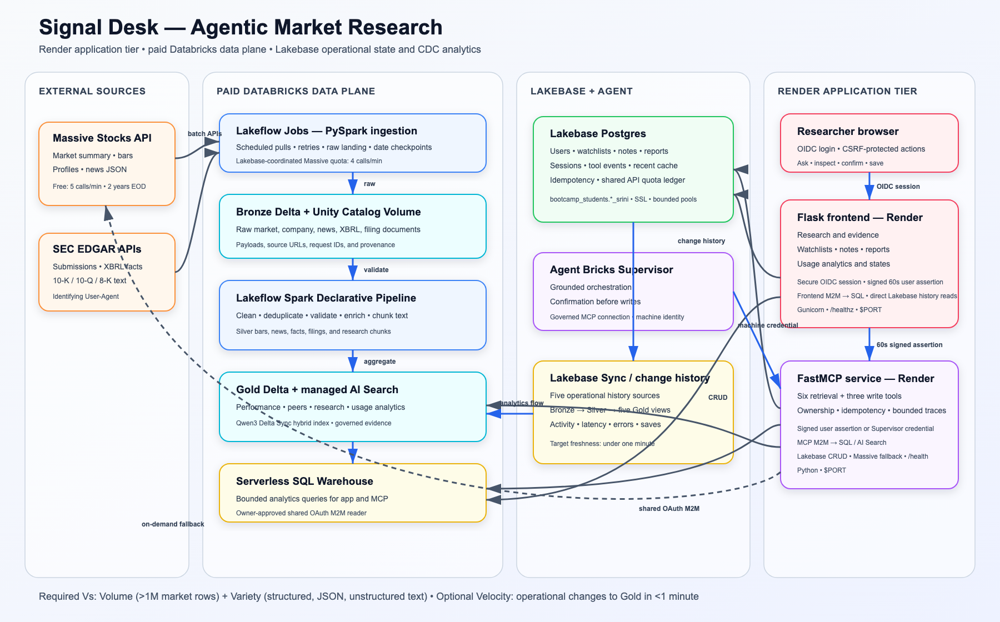 Signal Desk — Agentic Market Research
Render application tier • paid Databricks data plane • Lakebase operational state and CDC analytics
EXTERNAL SOURCES
Massive Stocks API
Market summary • bars
Profiles • news JSON
Free: 5 calls/min • 2 years EOD
SEC EDGAR APIs
Submissions • XBRL facts
10-K / 10-Q / 8-K text
Identifying User-Agent
batch APIs
on-demand fallback
PAID DATABRICKS DATA PLANE
Lakeflow Jobs — PySpark ingestion
Scheduled pulls • retries • raw landing • date checkpoints
Lakebase-coordinated Massive quota: 4 calls/min
raw
Bronze Delta + Unity Catalog Volume
Raw market, company, news, XBRL, filing documents
Payloads, source URLs, request IDs, and provenance
validate
Lakeflow Spark Declarative Pipeline
Clean • deduplicate • validate • enrich • chunk text
Silver bars, news, facts, filings, and research chunks
aggregate
Gold Delta + managed AI Search
Performance • peers • research • usage analytics
Qwen3 Delta Sync hybrid index • governed evidence
Serverless SQL Warehouse
Bounded analytics queries for app and MCP
Owner-approved shared OAuth M2M reader
analytics flow
LAKEBASE + AGENT
Lakebase Postgres
Users • watchlists • notes • reports
Sessions • tool events • recent cache
Idempotency • shared API quota ledger
bootcamp_students.*_srini • SSL • bounded pools
change history
Agent Bricks Supervisor
Grounded orchestration
Confirmation before writes
Governed MCP connection • machine identity
machine credential
Lakebase Sync / change history
Five operational history sources
Bronze → Silver → five Gold views
Activity • latency • errors • saves
Target freshness: under one minute
CRUD
shared OAuth M2M
RENDER APPLICATION TIER
Researcher browser
OIDC login • CSRF-protected actions
Ask • inspect • confirm • save
OIDC session
Flask frontend — Render
Research and evidence
Watchlists • notes • reports
Usage analytics and states
Secure OIDC session • signed 60s user assertion
Frontend M2M → SQL • direct Lakebase history reads
Gunicorn • /healthz • $PORT
60s signed assertion
FastMCP service — Render
Six retrieval + three write tools
Ownership • idempotency • bounded traces
Signed user assertion or Supervisor credential
MCP M2M → SQL / AI Search
Lakebase CRUD • Massive fallback • /health
Python • $PORT
Required Vs: Volume (>1M market rows) + Variety (structured, JSON, unstructured text) • Optional Velocity: operational changes to Gold in <1 minute